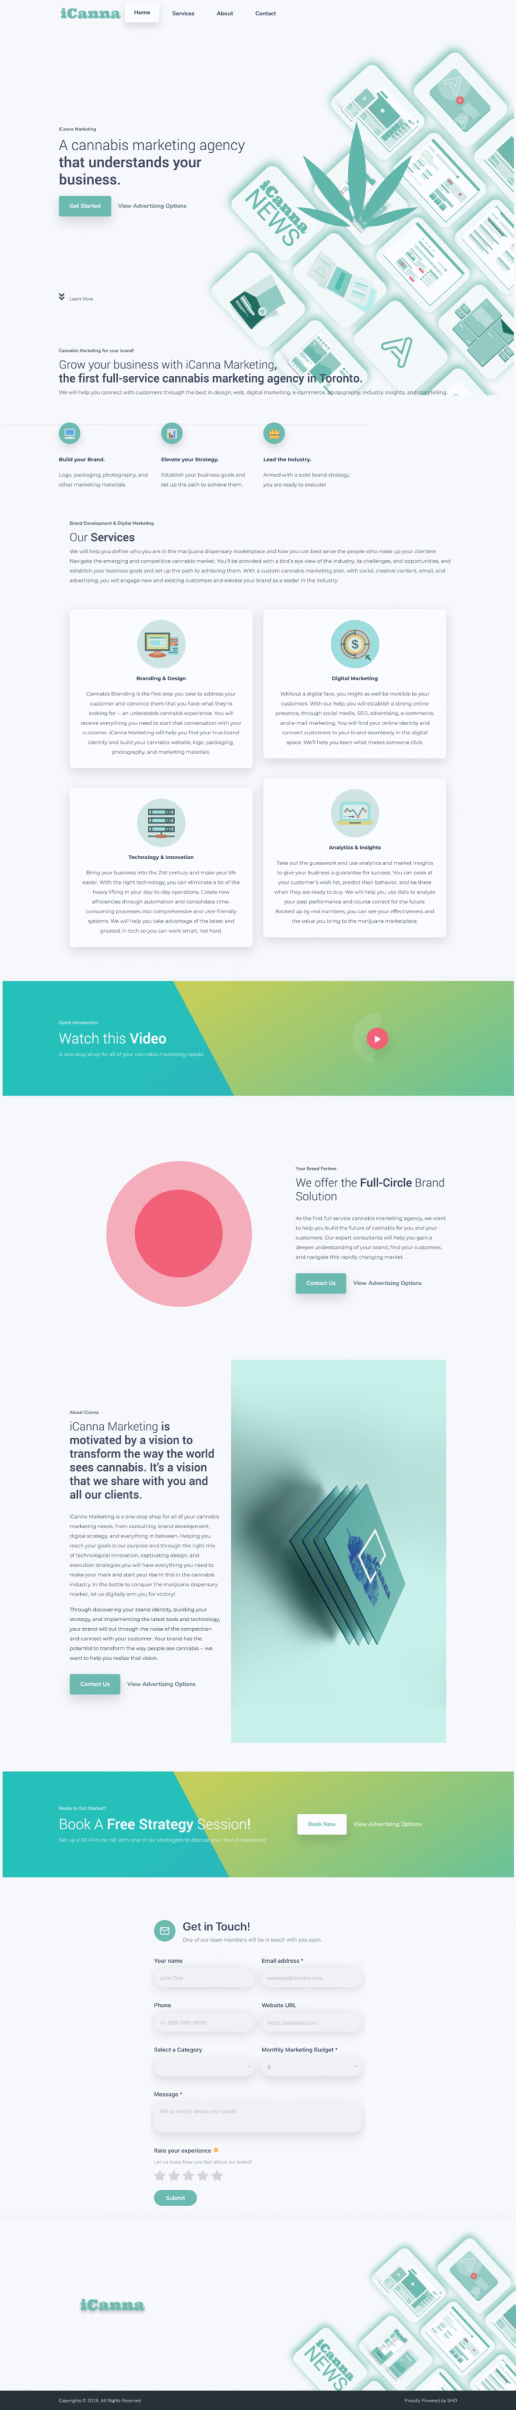 iCanna
Home
Services
About
Contact
iCanna Marketing
A cannabis marketing agency
that understands your
business.
Get Started
View Advertising Options
iCanna
NEWS
Learn More
Cannabis Marketing for your brand!
Grow your business with iCanna Marketing,
the first full-service cannabis marketing agency in Toronto.
We will help you connect with customers through the best in design, web, digital marketing, e-commerce, photography, industry insights, and storytelling.
Build your Brand.
Logo, packaging, photography, and
other marketing materials.
Elevate your Strategy.
Establish your business goals and
set up the path to achieve them.
Lead the Industry.
Armed with a solid brand strategy,
you are ready to execute!
Brand Development & Digital Marketing
Our Services
We will help you define who you are in the marijuana dispensary marketplace and how you can best serve the people who make up your clientele.
Navigate the emerging and competitive cannabis market. You'll be provided with a bird's eye view of the industry, its challenges, and opportunities, and
establish your business goals and set up the path to achieving them. With a custom cannabis marketing plan, with social, creative content, email, and
advertising, you will engage new and existing customers and elevate your brand as a leader in the industry.
Branding & Design
Cannabis Branding is the first step you take to address your
customer and convince them that you have what they're
looking for — an unbeatable cannabis experience. You will
receive everything you need to start that conversation with your
customer. iCanna Marketing will help you find your true brand
identity and build your cannabis website, logo, packaging,
photography, and marketing materials.
Digital Marketing
Without a digital face, you might as well be invisible to your
customers. With our help, you will establish a strong online
presence, through social media, SEO, advertising, e-commerce,
and e-mail marketing. You will find your online identity and
connect customers to your brand seamlessly in the digital
space. We'll help you learn what makes someone click.
Technology & Innovation
Bring your business into the 21st century and make your life
easier. With the right technology, you can eliminate a lot of the
heavy lifting in your day-to-day operations. Create new
efficiencies through automation and consolidate time-
consuming processes into comprehensive and user-friendly
systems. We will help you take advantage of the latest and
greatest in tech so you can work smart, not hard.
Analytics & Insights
Take out the guesswork and use analytics and market insights
to give your business a guarantee for success. You can peak at
your customer's wish list, predict their behavior, and be there
when they are ready to buy. We will help you use data to analyze
your past performance and course correct for the future.
Backed up by real numbers, you can see your effectiveness and
the value you bring to the marijuana marketplace.
Quick Introduction
Watch this Video
A one-stop shop for all of your cannabis marketing needs!
Your Brand Partner
We offer the Full-Circle Brand
Solution
As the first full service cannabis marketing agency, we want
to help you build the future of cannabis for you and your
customers. Our expert consultants will help you gain a
deeper understanding of your brand, find your customers,
and navigate this rapidly changing market.
Contact Us
View Advertising Options
About iCanna
iCanna Marketing is
motivated by a vision to
transform the way the world
sees cannabis. It's a vision
that we share with you and
all our clients.
iCanna Marketing is a one-stop shop for all of your cannabis
marketing needs, from consulting, brand development,
digital strategy, and everything in between. Helping you
reach your goals is our purpose and through the right mix
of technological innovation, captivating design, and
execution strategies you will have everything you need to
make your mark and start your rise in this in the cannabis
industry. In the battle to conquer the marijuana dispensary
market, let us digitally arm you for victory!
Through discovering your brand identity, building your
strategy, and implementing the latest tools and technology,
your brand will cut through the noise of the competition
and connect with your customer. Your brand has the
potential to transform the way people see cannabis — we
want to help you realize that vision.
Contact Us
View Advertising Options
iCanna
Ready to Get Started?
Book A Free Strategy Session!
Set up a 30-Minute call with one of our strategists to discuss your brand marketing.
Book Now
View Advertising Options
Get in Touch!
One of our team members will be in touch with you soon.
Your name
Email address *
John Doe
example@domain.com
Phone
Website URL
+1-999-999-9999
https://example.com
Select a Category
Monthly Marketing Budget *
$
Message *
Tell us briefly about your needs.
Rate your experience
Let us know how you feel about our brand!
Submit
iCanna
iCanna
NEWS
Copyrights © 2019. All Rights Reserved
Proudly Powered by SHO